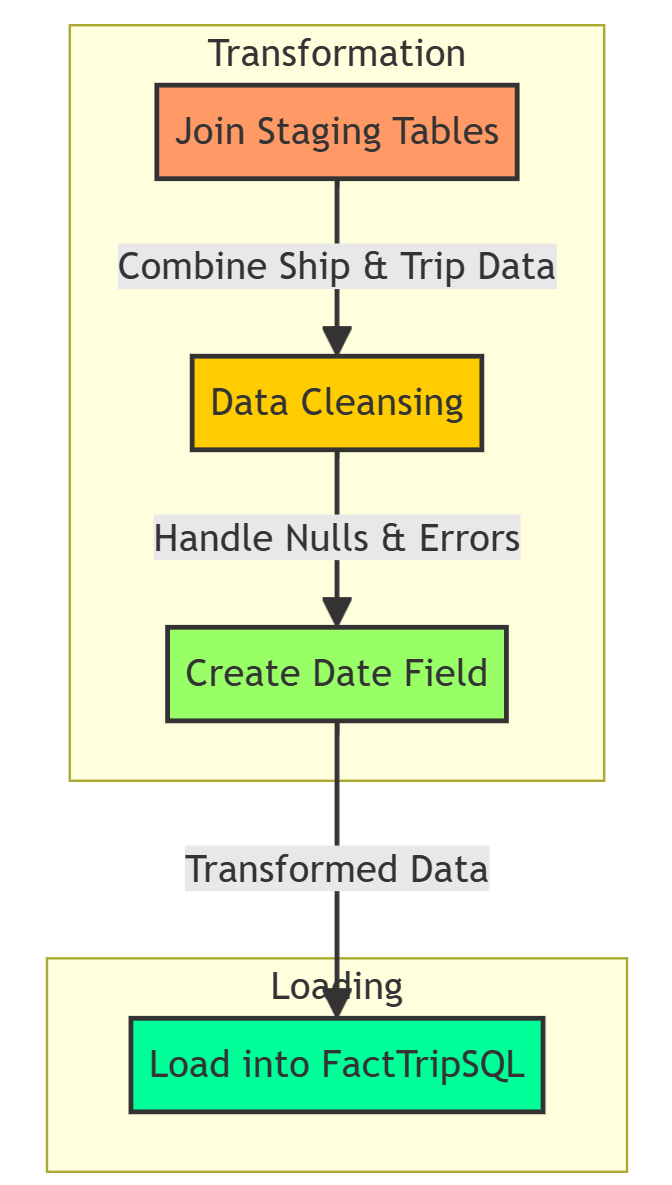 Transformation
Join Staging Tables
Combine Ship & Trip Data
Data Cleansing
Handle Nulls & Errors
Create Date Field
Transformed Data
Loading
Load into FactTripSQL